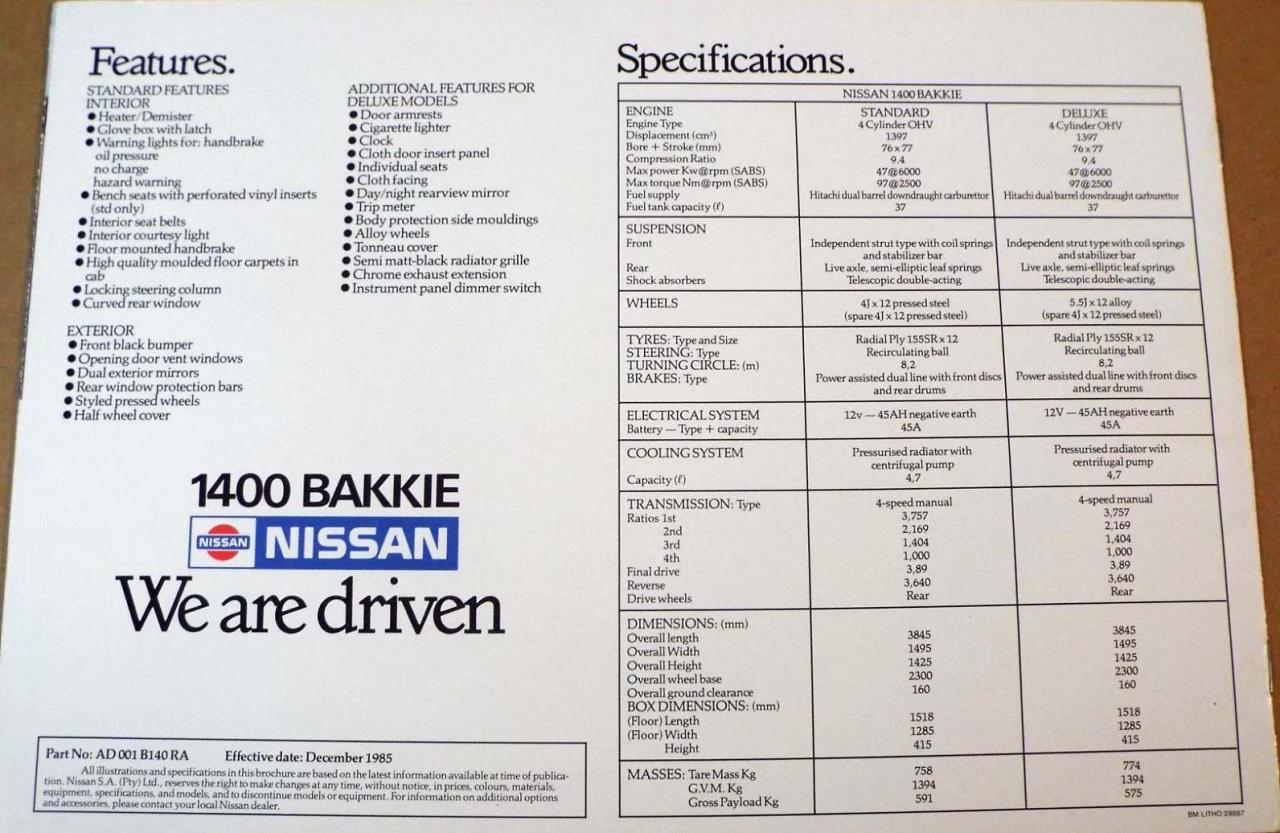 Features.
STANDARD FEATURES
INTERIOR
● Heater/Demister
● Glove box with latch
● Warning lights for: handbrake
oil pressure
no charge
hazard warning
● Bench seats with perforated vinyl inserts
(std only)
● Interior seat belts
● Interior courtesy light
● Floor mounted handbrake
● High quality moulded floor carpets in
cab
● Locking steering column
● Curved rear window
EXTERIOR
● Front black bumper
● Opening door vent windows
● Dual exterior mirrors
● Rear window protection bars
● Styled pressed wheels
● Half wheel cover
ADDITIONAL FEATURES FOR
DELUXE MODELS
● Door armrests
● Cigarette lighter
● Clock
● Cloth door insert panel
● Individual seats
● Cloth facing
● Day/night rearview mirror
● Trip meter
● Body protection side mouldings
● Alloy wheels
● Tonneau cover
● Semi matt-black radiator grille
● Chrome exhaust extension
● Instrument panel dimmer switch
1400 BAKKIE
NISSAN NISSAN
We are driven
Part No: AD 001 B140 RA Effective date: December 1985
All illustrations and specifications in this brochure are based on the latest information available at time of publica-
tion. Nissan S.A. (Pty) Ltd., reserves the right to make changes at any time, without notice, in prices, colours, materials,
equipment, specifications, and models, and to discontinue models or equipment. For information on additional options
and accessories, please contact your local Nissan dealer.
Specifications.
NISSAN 1400 BAKKIE
ENGINE STANDARD DELUXE
Engine Type 4 Cylinder OHV 4 Cylinder OHV
Displacement (cm³) 1397 1397
Bore + Stroke (mm) 76 x 77 76 x 77
Compression Ratio 9.4 9.4
Max power Kw@rpm (SABS) 47@6000 47@6000
Max torque Nm@rpm (SABS) 97@2500 97@2500
Fuel supply Hitachi dual barrel downdraught carburettor Hitachi dual barrel downdraught carburettor
Fuel tank capacity (ℓ) 37 37
SUSPENSION
Front Independent strut type with coil springs Independent strut type with coil springs
and stabilizer bar and stabilizer bar
Rear Live axle, semi-elliptic leaf springs Live axle, semi-elliptic leaf springs
Shock absorbers Telescopic double-acting Telescopic double-acting
WHEELS 4J x 12 pressed steel 5.5J x 12 alloy
(spare 4J x 12 pressed steel) (spare 4J x 12 pressed steel)
TYRES: Type and Size Radial Ply 155SR x 12 Radial Ply 155SR x 12
STEERING: Type Recirculating ball Recirculating ball
TURNING CIRCLE: (m) 8,2 8,2
BRAKES: Type Power assisted dual line with front discs Power assisted dual line with front discs
and rear drums and rear drums
ELECTRICAL SYSTEM 12v — 45AH negative earth 12V — 45AH negative earth
Battery — Type + capacity 45A 45A
COOLING SYSTEM Pressurised radiator with Pressurised radiator with
centrifugal pump centrifugal pump
Capacity (ℓ) 4,7 4,7
TRANSMISSION: Type 4-speed manual 4-speed manual
Ratios 1st 3,757 3,757
2nd 2,169 2,169
3rd 1,404 1,404
4th 1,000 1,000
Final drive 3,89 3,89
Reverse 3,640 3,640
Drive wheels Rear Rear
DIMENSIONS: (mm)
Overall length 3845 3845
Overall Width 1495 1495
Overall Height 1425 1425
Overall wheel base 2300 2300
Overall ground clearance 160 160
BOX DIMENSIONS: (mm)
(Floor) Length 1518 1518
(Floor) Width 1285 1285
Height 415 415
MASSES: Tare Mass Kg 758 774
G.V.M. Kg 1394 1394
Gross Payload Kg 591 575
BM LITHO 29887